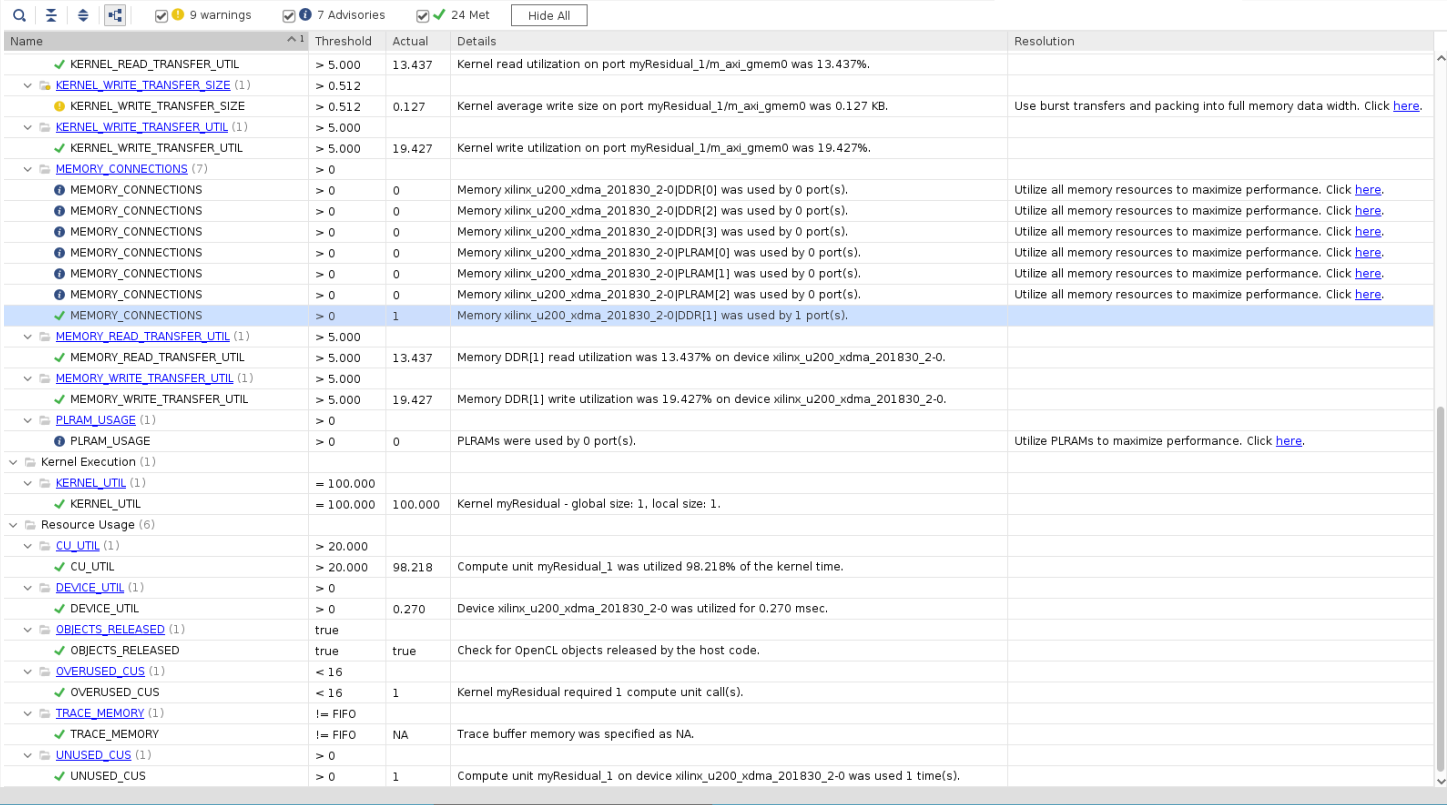 9 warnings 7 Advisories 24 Met Hide All
Name 1 Threshold Actual Details Resolution
KERNEL_READ_TRANSFER_UTIL > 5.000 13.437 Kernel read utilization on port myResidual_1/m_axi_gmem0 was 13.437%.
KERNEL_WRITE_TRANSFER_SIZE (1) > 0.512
KERNEL_WRITE_TRANSFER_SIZE > 0.512 0.127 Kernel average write size on port myResidual_1/m_axi_gmem0 was 0.127 KB. Use burst transfers and packing into full memory data width. Click here.
KERNEL_WRITE_TRANSFER_UTIL (1) > 5.000
KERNEL_WRITE_TRANSFER_UTIL > 5.000 19.427 Kernel write utilization on port myResidual_1/m_axi_gmem0 was 19.427%.
MEMORY_CONNECTIONS (7) > 0
MEMORY_CONNECTIONS > 0 0 Memory xilinx_u200_xdma_201830_2-0|DDR[0] was used by 0 port(s). Utilize all memory resources to maximize performance. Click here.
MEMORY_CONNECTIONS > 0 0 Memory xilinx_u200_xdma_201830_2-0|DDR[2] was used by 0 port(s). Utilize all memory resources to maximize performance. Click here.
MEMORY_CONNECTIONS > 0 0 Memory xilinx_u200_xdma_201830_2-0|DDR[3] was used by 0 port(s). Utilize all memory resources to maximize performance. Click here.
MEMORY_CONNECTIONS > 0 0 Memory xilinx_u200_xdma_201830_2-0|PLRAM[0] was used by 0 port(s). Utilize all memory resources to maximize performance. Click here.
MEMORY_CONNECTIONS > 0 0 Memory xilinx_u200_xdma_201830_2-0|PLRAM[1] was used by 0 port(s). Utilize all memory resources to maximize performance. Click here.
MEMORY_CONNECTIONS > 0 0 Memory xilinx_u200_xdma_201830_2-0|PLRAM[2] was used by 0 port(s). Utilize all memory resources to maximize performance. Click here.
MEMORY_CONNECTIONS > 0 1 Memory xilinx_u200_xdma_201830_2-0|DDR[1] was used by 1 port(s).
MEMORY_READ_TRANSFER_UTIL (1) > 5.000
MEMORY_READ_TRANSFER_UTIL > 5.000 13.437 Memory DDR[1] read utilization was 13.437% on device xilinx_u200_xdma_201830_2-0.
MEMORY_WRITE_TRANSFER_UTIL (1) > 5.000
MEMORY_WRITE_TRANSFER_UTIL > 5.000 19.427 Memory DDR[1] write utilization was 19.427% on device xilinx_u200_xdma_201830_2-0.
PLRAM_USAGE (1) > 0
PLRAM_USAGE > 0 0 PLRAMs were used by 0 port(s). Utilize PLRAMs to maximize performance. Click here.
Kernel Execution (1)
KERNEL_UTIL (1) = 100.000
KERNEL_UTIL = 100.000 100.000 Kernel myResidual - global size: 1, local size: 1.
Resource Usage (6)
CU_UTIL (1) > 20.000
CU_UTIL > 20.000 98.218 Compute unit myResidual_1 was utilized 98.218% of the kernel time.
DEVICE_UTIL (1) > 0
DEVICE_UTIL > 0 0.270 Device xilinx_u200_xdma_201830_2-0 was utilized for 0.270 msec.
OBJECTS_RELEASED (1) true
OBJECTS_RELEASED true true Check for OpenCL objects released by the host code.
OVERUSED_CUS (1) < 16
OVERUSED_CUS < 16 1 Kernel myResidual required 1 compute unit call(s).
TRACE_MEMORY (1) != FIFO
TRACE_MEMORY != FIFO NA Trace buffer memory was specified as NA.
UNUSED_CUS (1) > 0
UNUSED_CUS > 0 1 Compute unit myResidual_1 on device xilinx_u200_xdma_201830_2-0 was used 1 time(s).